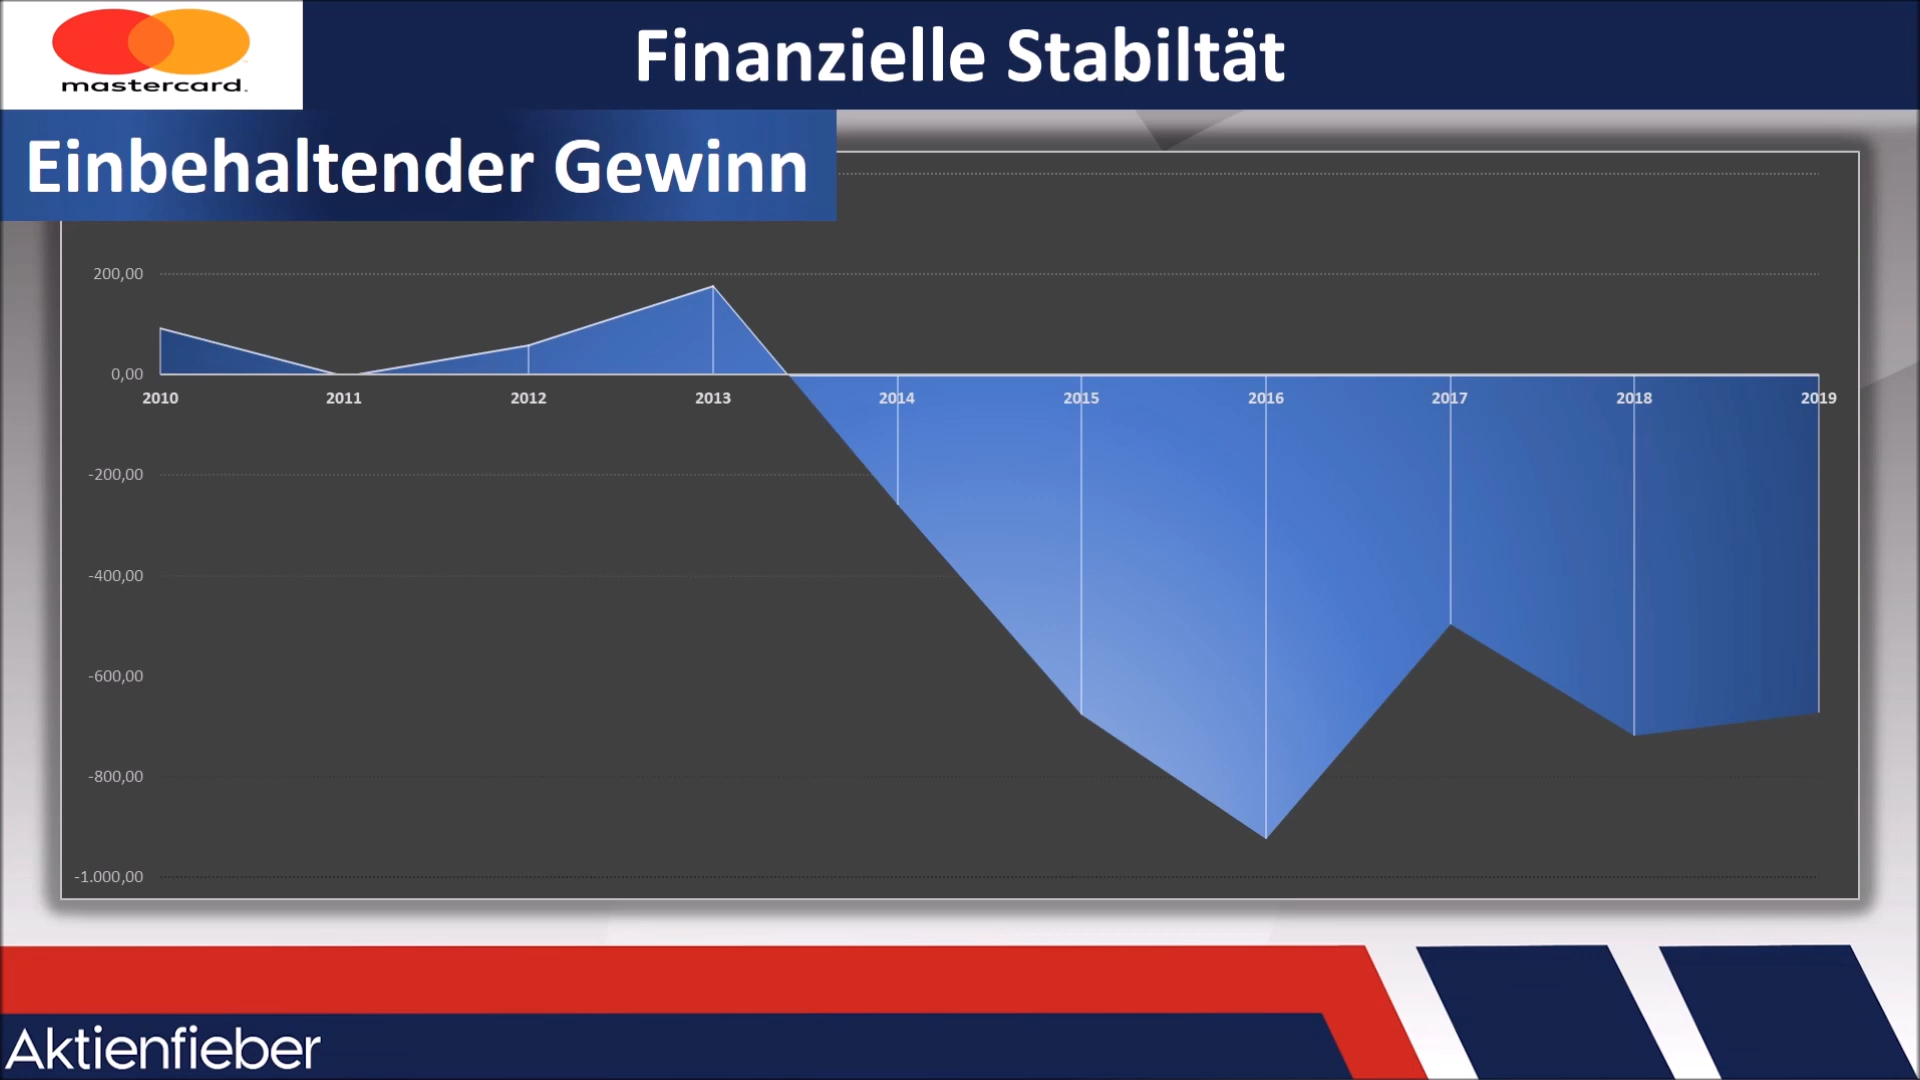 mastercard.
Finanzielle Stabiltät
Einbehaltender Gewinn
200,00
0,00
2010 2011 2012 2013 2014 2015 2016 2017 2018 2019
-200,00
-400,00
-600,00
-800,00
-1.000,00
Aktienfieber